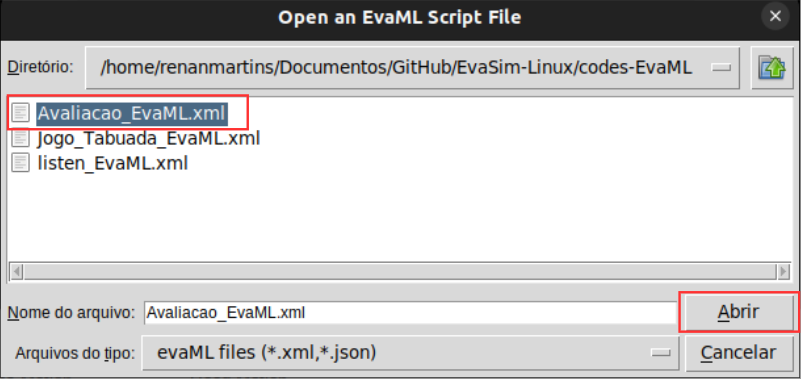 Open an EvaML Script File
Diretório: /home/renanmartins/Documentos/GitHub/EvaSim-Linux/codes-EvaML
Avaliacao_EvaML.xml
Jogo_Tabuada_EvaML.xml
listen_EvaML.xml
Nome do arquivo: Avaliacao_EvaML.xml Abrir
Arquivos do tipo: evaML files (*.xml,*.json) Cancelar